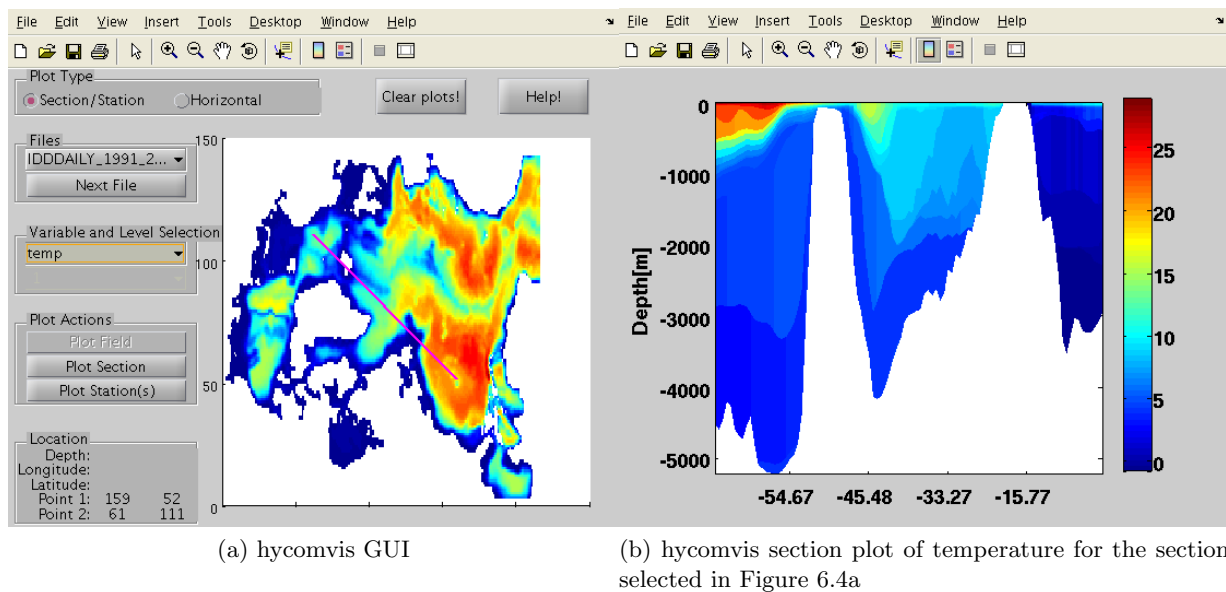 File Edit View Insert Tools Desktop Window Help
Plot Type
Section/Station Horizontal
Clear plots! Help!
Files
IDDDAILY_1991_2...
Next File
Variable and Level Selection
temp
1
Plot Actions
Plot Field
Plot Section
Plot Station(s)
Location
Depth:
Longitude:
Latitude:
Point 1: 159 52
Point 2: 61 111
150
100
50
0
(a) hycomvis GUI
File Edit View Insert Tools Desktop Window Help
0
-1000
-2000
-3000
-4000
-5000
Depth[m]
-54.67 -45.48 -33.27 -15.77
25
20
15
10
5
0
(b) hycomvis section plot of temperature for the section
selected in Figure 6.4a